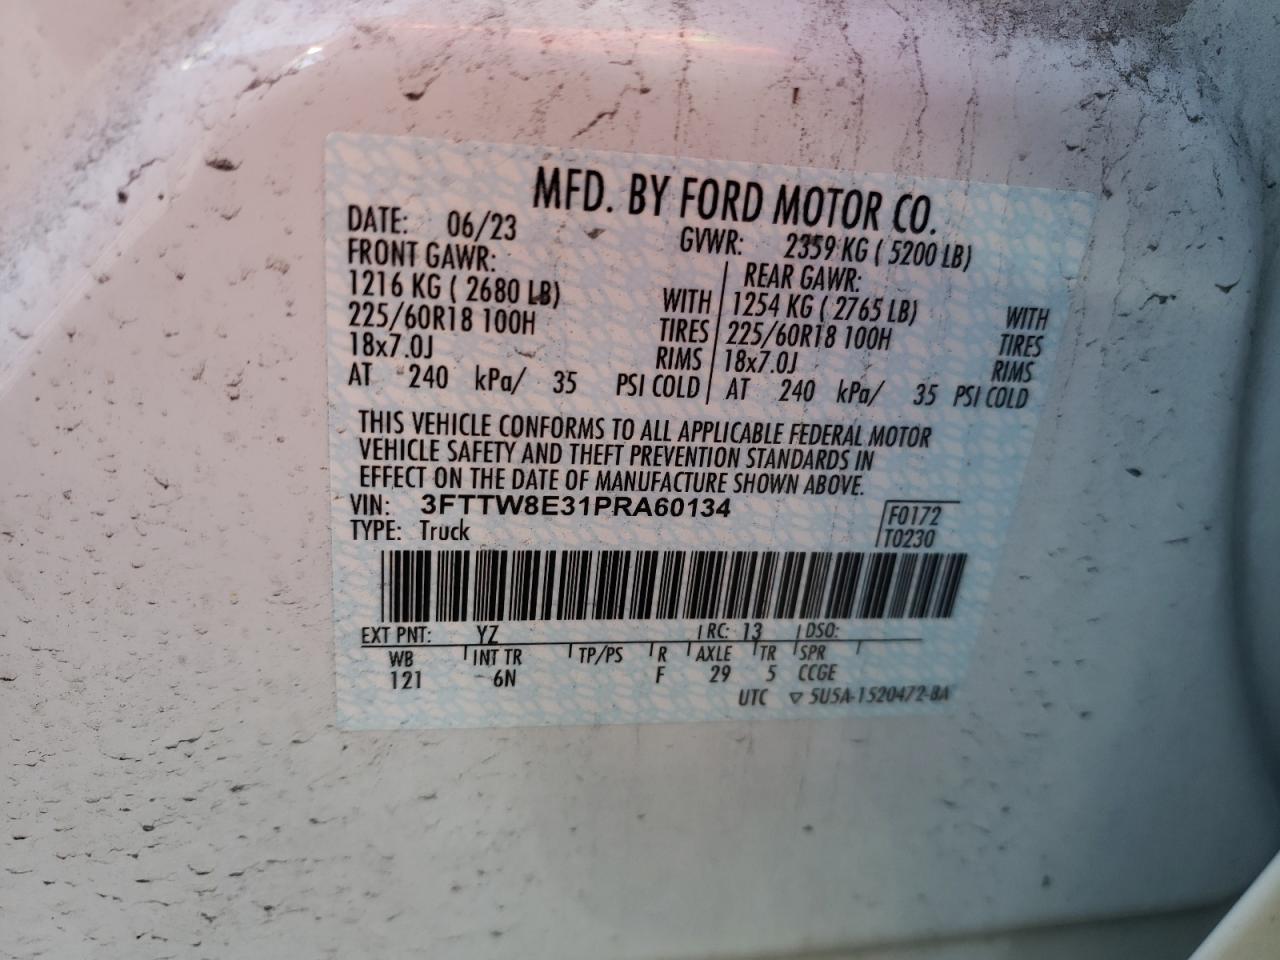 MFD. BY FORD MOTOR CO.
DATE: 06/23 GVWR: 2359 KG ( 5200 LB)
FRONT GAWR: REAR GAWR:
1216 KG ( 2680 LB) WITH 1254 KG ( 2765 LB) WITH
225/60R18 100H TIRES 225/60R18 100H TIRES
18x7.0J RIMS 18x7.0J RIMS
AT 240 kPa/ 35 PSI COLD AT 240 kPa/ 35 PSI COLD
THIS VEHICLE CONFORMS TO ALL APPLICABLE FEDERAL MOTOR
VEHICLE SAFETY AND THEFT PREVENTION STANDARDS IN
EFFECT ON THE DATE OF MANUFACTURE SHOWN ABOVE.
VIN: 3FTTW8E31PRA60134 F0172
TYPE: Truck T0230
EXT PNT: YZ RC: 13 DSO:
WB INT TR TP/PS R AXLE TR SPR
121 6N F 29 5 CCGE
UTC ▽ 5U5A-1520472-BA